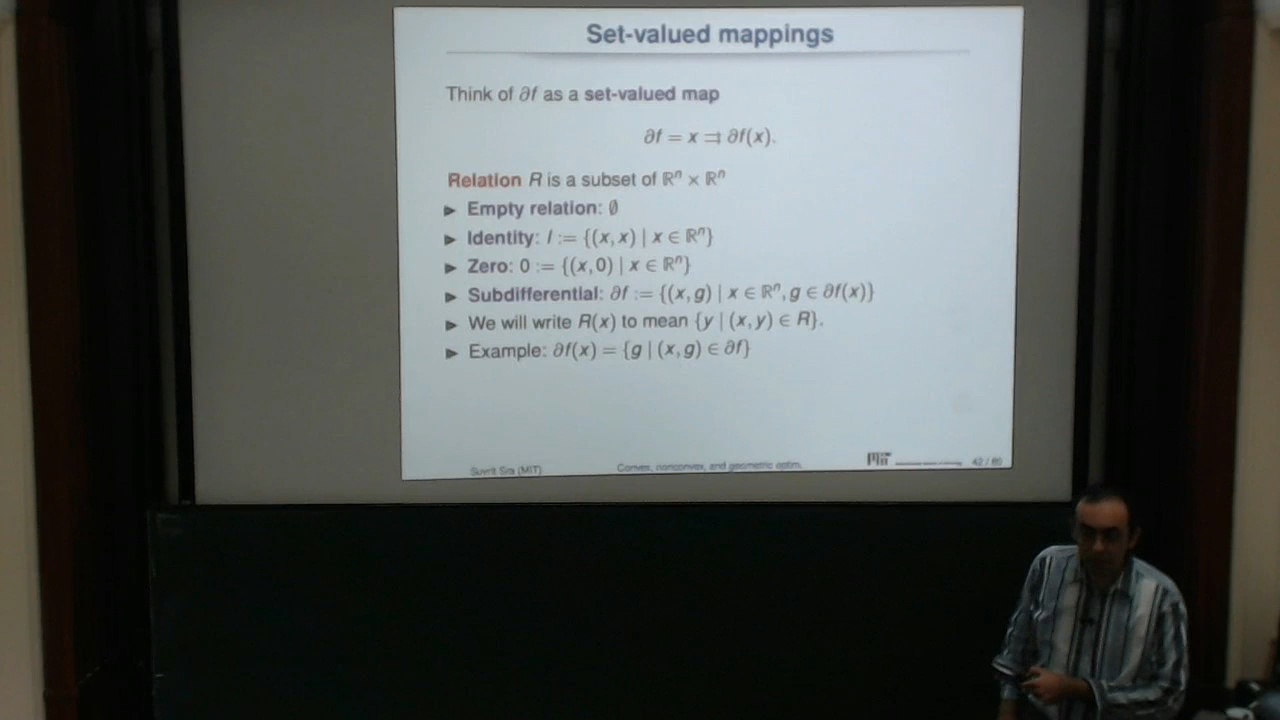 Set-valued mappings
Think of ∂f as a set-valued map
∂f = x ⇉ ∂f(x).
Relation R is a subset of ℝⁿ × ℝⁿ
► Empty relation: ∅
► Identity: I := {(x, x) | x ∈ ℝⁿ}
► Zero: 0 := {(x, 0) | x ∈ ℝⁿ}
► Subdifferential: ∂f := {(x, g) | x ∈ ℝⁿ, g ∈ ∂f(x)}
► We will write R(x) to mean {y | (x, y) ∈ R}.
► Example: ∂f(x) = {g | (x, g) ∈ ∂f}
Suvrit Sra (MIT) Convex, nonconvex, and geometric optim. 42 / 80